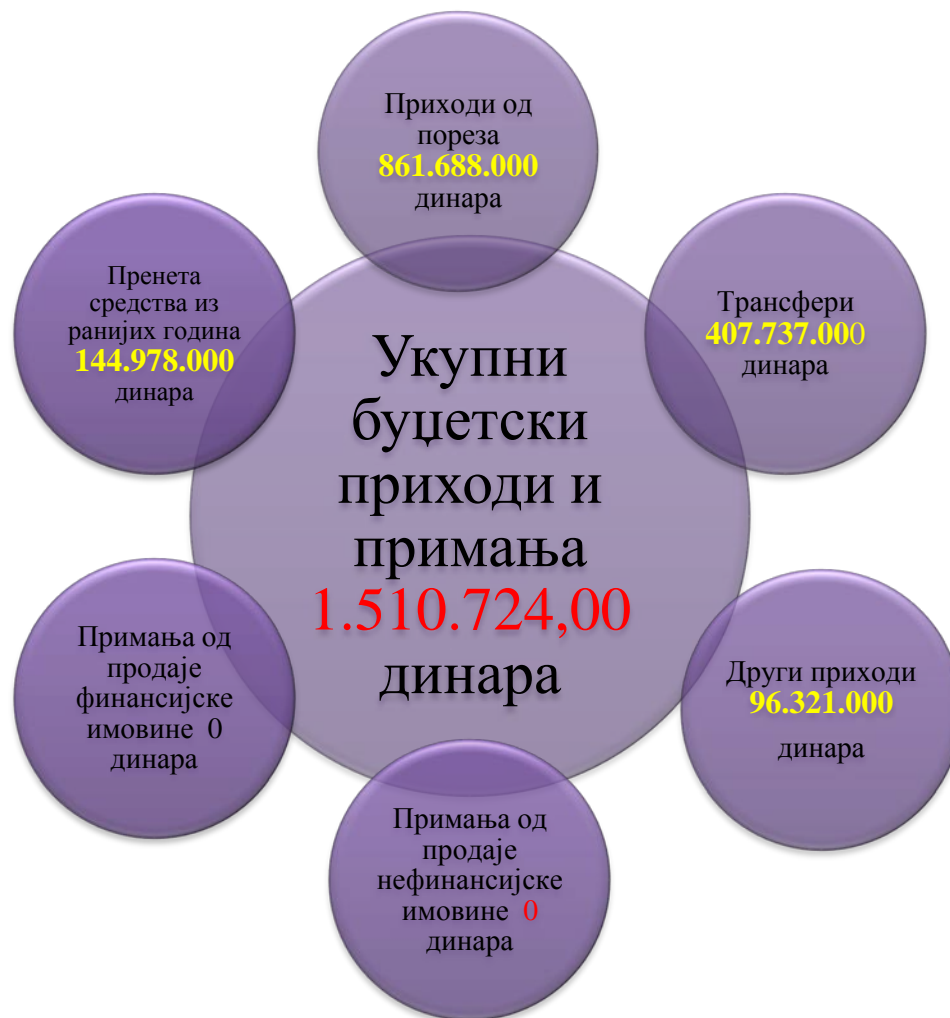 Приходи од
пореза
861.688.000
динара
Пренета
средства из
ранијих година
144.978.000
динара
Трансфери
407.737.000
динара
Укупни
буџетски
приходи и
примања
1.510.724,00
динара
Примања од
продаје
финансијске
имовине 0
динара
Други приходи
96.321.000
динара
Примања од
продаје
нефинансијске
имовине 0
динара